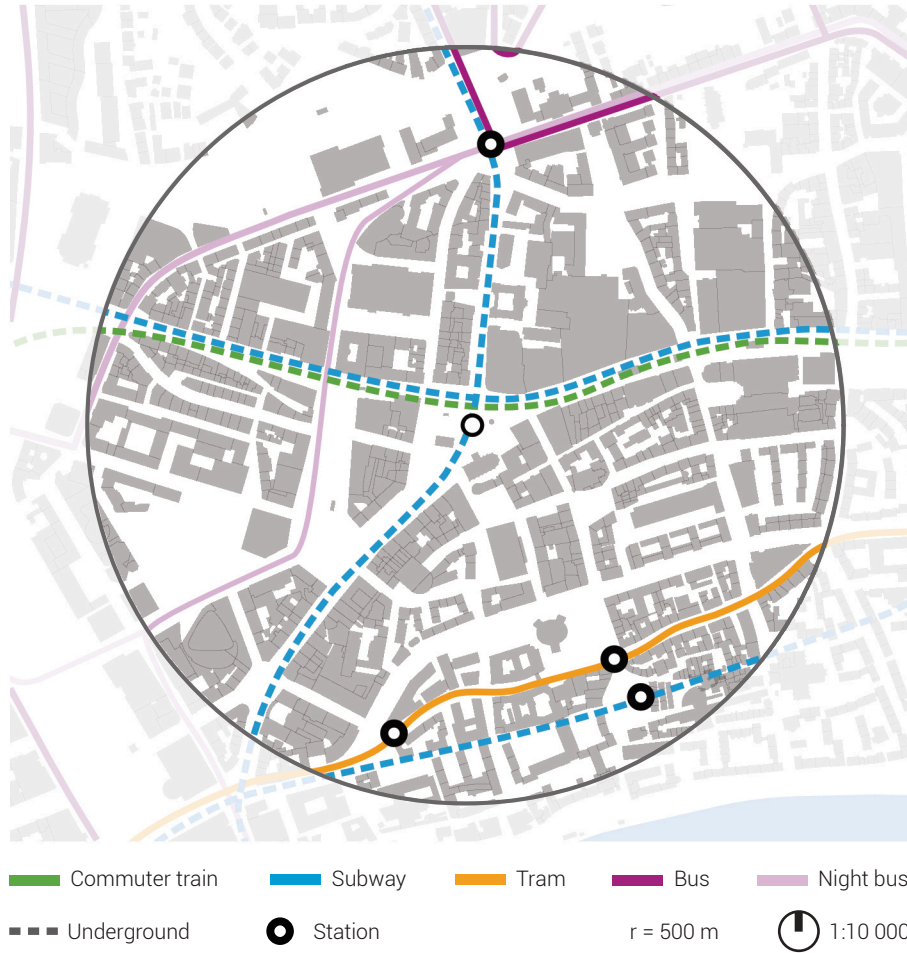 Commuter train Subway Tram Bus Night bus
Underground Station r = 500 m 1:10 000